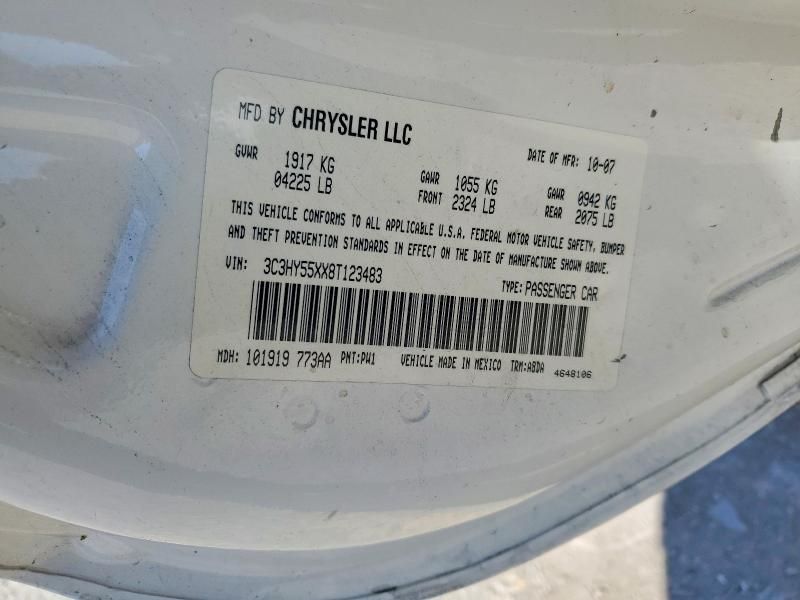 MFD BY CHRYSLER LLC
DATE OF MFR: 10-07
GVWR 1917 KG
04225 LB
GAWR FRONT 1055 KG
2324 LB
GAWR REAR 0942 KG
2075 LB
THIS VEHICLE CONFORMS TO ALL APPLICABLE U.S.A. FEDERAL MOTOR VEHICLE SAFETY, BUMPER
AND THEFT PREVENTION STANDARDS IN EFFECT ON THE DATE OF MANUFACTURE SHOWN ABOVE.
VIN: 3C3HY55XX8T123483 TYPE: PASSENGER CAR
MDH: 101919 773AA PNT: PW1 VEHICLE MADE IN MEXICO TRM: ABDA 4648106